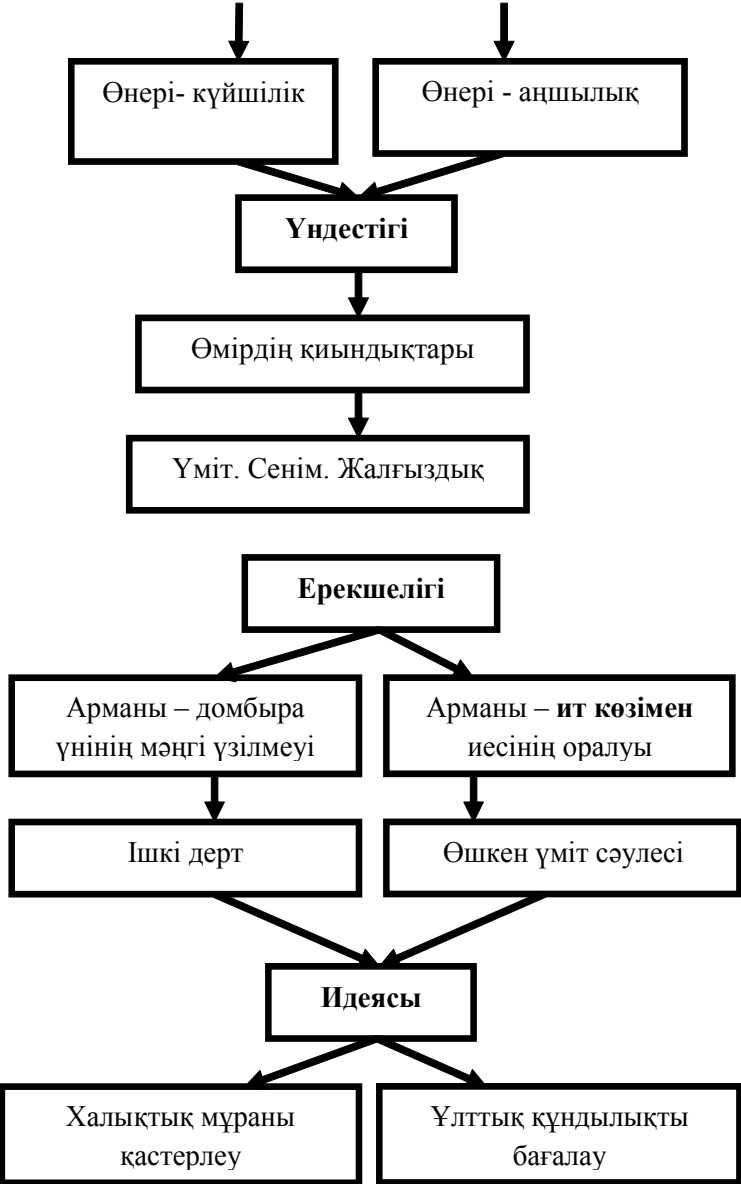 Өнері- күйшілік
Өнері - аңшылық
Үндестігі
Өмірдің қиындықтары
Үміт. Сенім. Жалғыздық
Ерекшелігі
Арманы – домбыра
үнінің мәңгі үзілмеуі
Арманы – ит көзімен
иесінің оралуы
Ішкі дерт
Өшкен үміт сәулесі
Идеясы
Халықтық мұраны
қастерлеу
Ұлттық құндылықты
бағалау